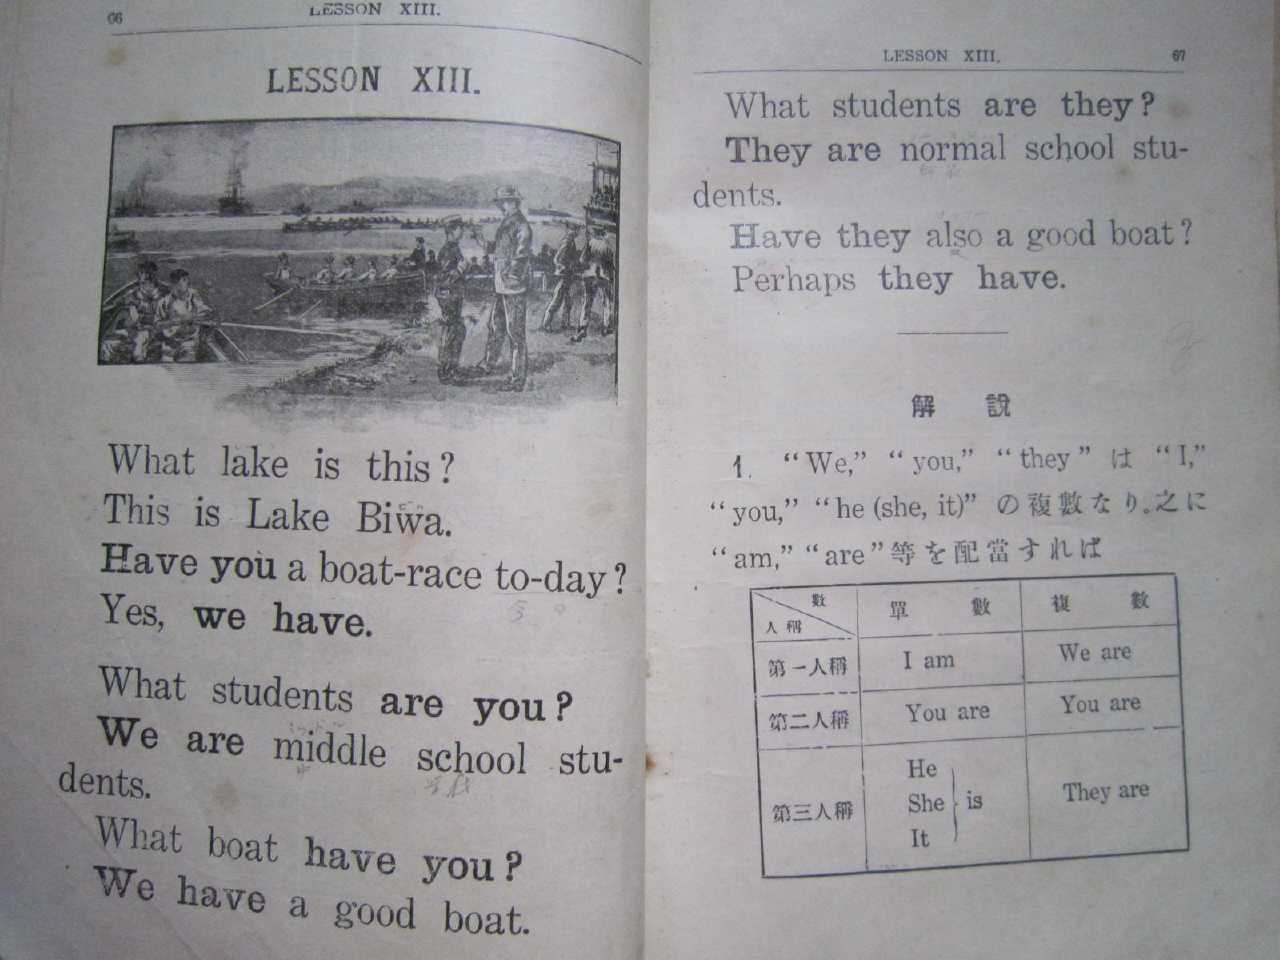 66
LESSON XIII.
LESSON XIII.
What lake is this?
This is Lake Biwa.
Have you a boat-race to-day?
Yes, we have.
What students are you?
We are middle school stu-
dents.
What boat have you?
We have a good boat.
LESSON XIII.
67
What students are they?
They are normal school stu-
dents.
Have they also a good boat?
Perhaps they have.
解 說
1. “We,” “you,” “they” は “I,”
“you,” “he (she, it)” の複數なり。之に
“am,” “are” 等を配當すれば
數 單 數 複 數
人稱
第一人稱 I am We are
第二人稱 You are You are
He
第三人稱 She is They are
It